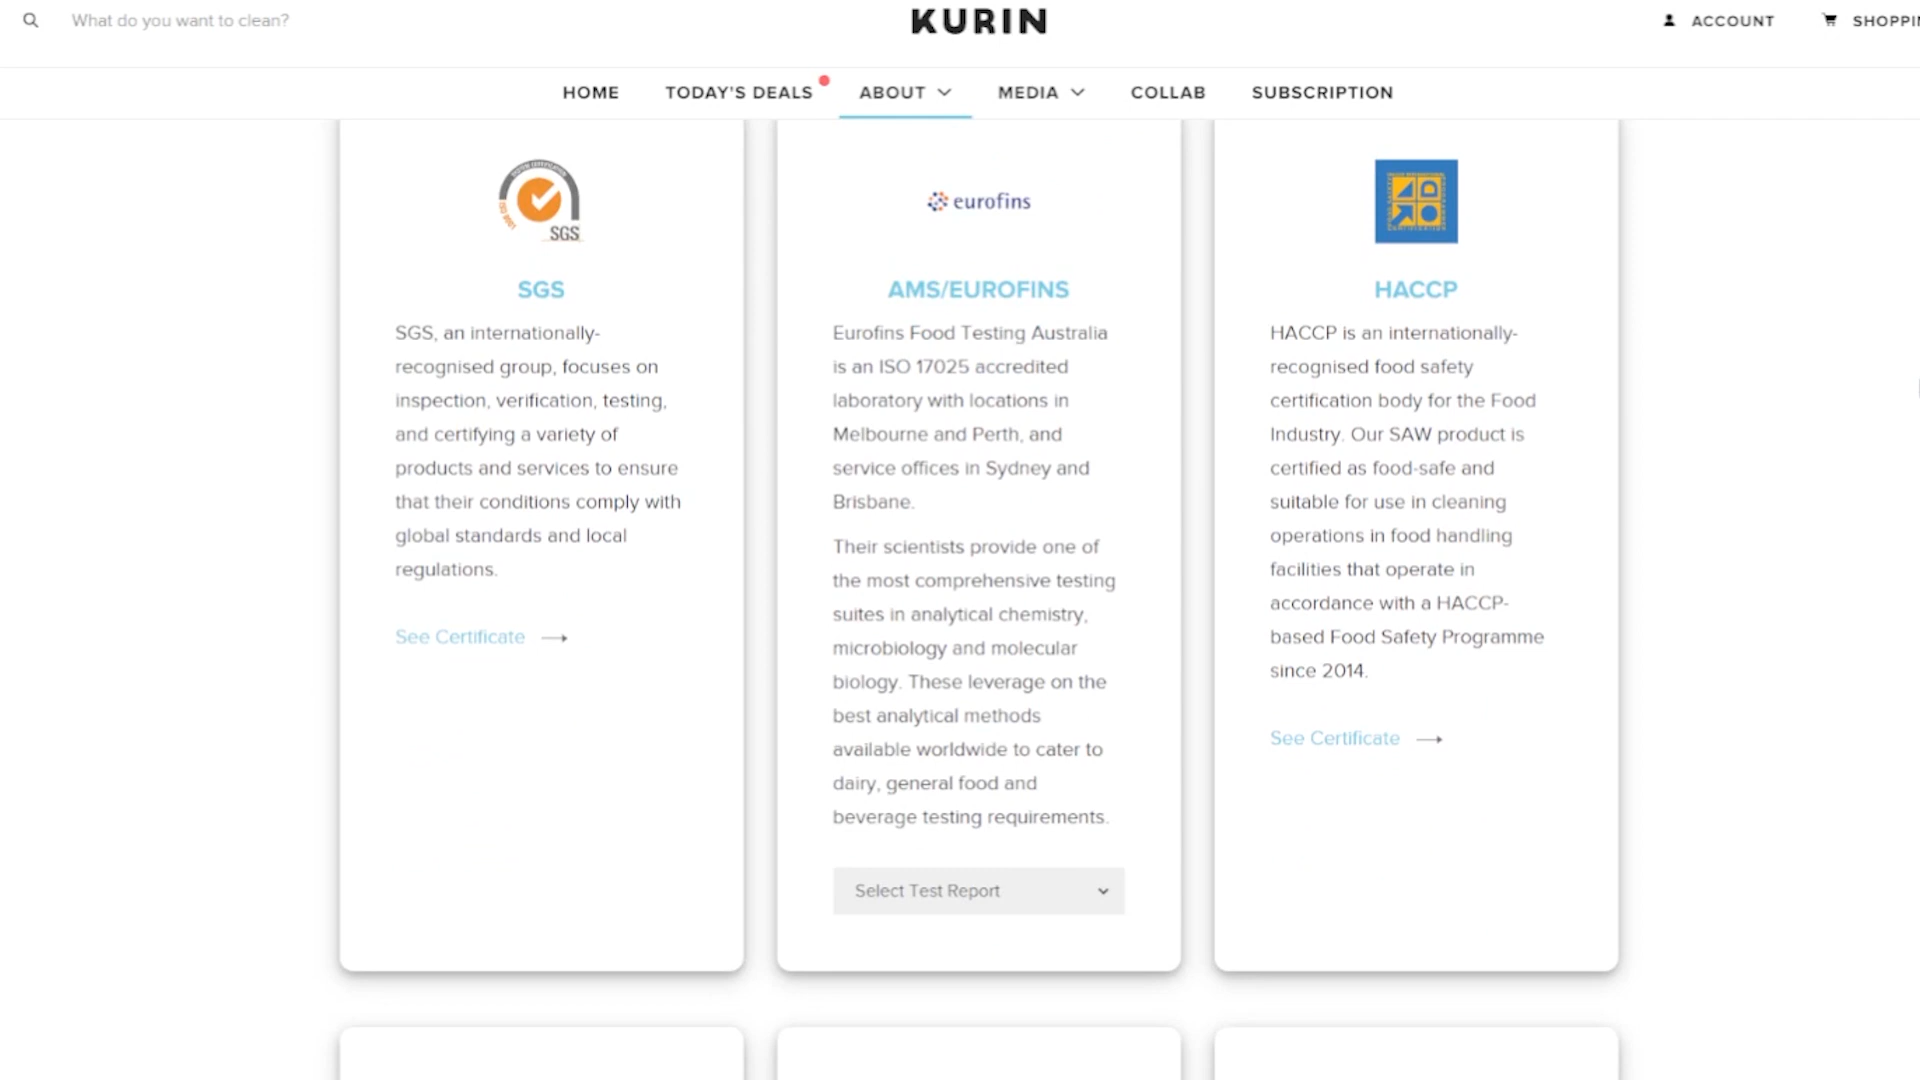 What do you want to clean?
KURIN
ACCOUNT
SHOPPIN
HOME
TODAY'S DEALS
ABOUT
MEDIA
COLLAB
SUBSCRIPTION
SYSTEM CERTIFICATION
ISO 9001
SGS
SGS
SGS, an internationally-
recognised group, focuses on
inspection, verification, testing,
and certifying a variety of
products and services to ensure
that their conditions comply with
global standards and local
regulations.
See Certificate
eurofins
AMS/EUROFINS
Eurofins Food Testing Australia
is an ISO 17025 accredited
laboratory with locations in
Melbourne and Perth, and
service offices in Sydney and
Brisbane.
Their scientists provide one of
the most comprehensive testing
suites in analytical chemistry,
microbiology and molecular
biology. These leverage on the
best analytical methods
available worldwide to cater to
dairy, general food and
beverage testing requirements.
Select Test Report
HACCP
HACCP is an internationally-
recognised food safety
certification body for the Food
Industry. Our SAW product is
certified as food-safe and
suitable for use in cleaning
operations in food handling
facilities that operate in
accordance with a HACCP-
based Food Safety Programme
since 2014.
See Certificate